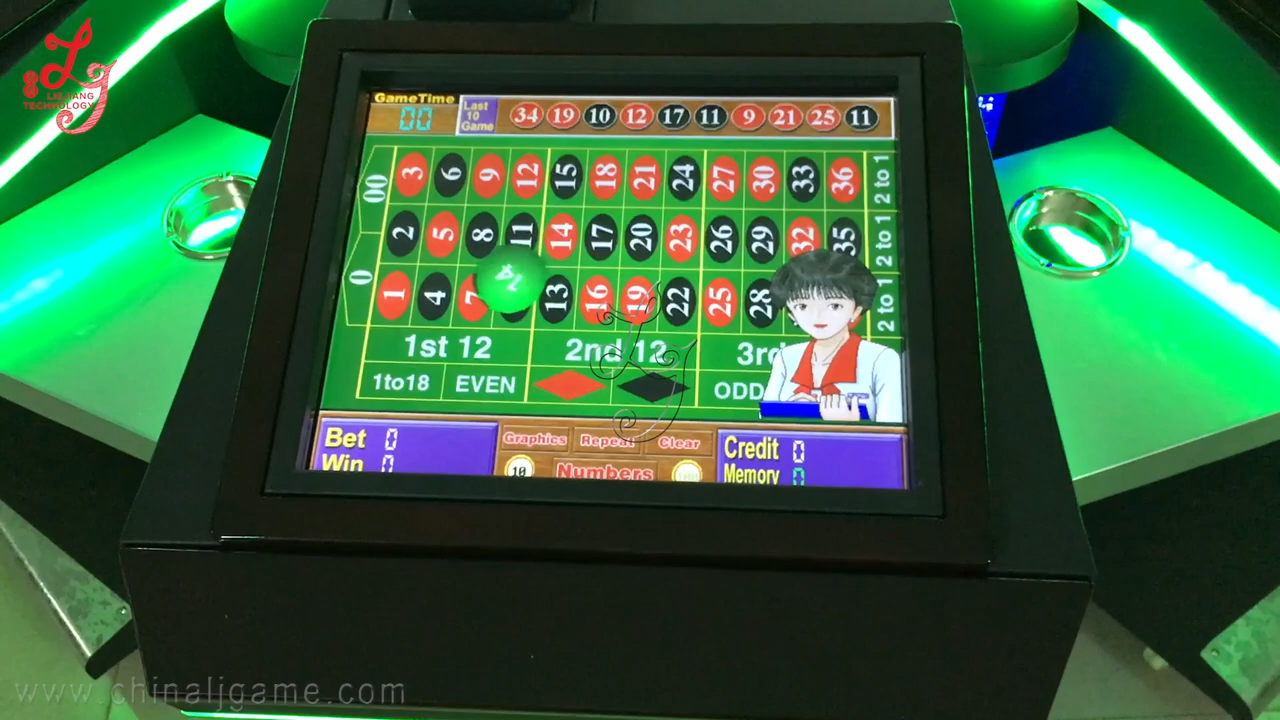 LJ
LIEJIANG
TECHNOLOGY
GameTime
00
Last
10
Game
34 19 10 12 17 11 9 21 25 11
00 3 6 9 12 15 18 21 24 27 30 33 36 2 to 1
2 5 8 11 14 17 20 23 26 29 32 35 2 to 1
0 1 4 7 13 16 19 22 25 28 2 to 1
1st 12 2nd 12 3rd
1to18 EVEN ODD
Bet 0 Graphics Repeat Clear Credit 0
Win 0 10 Numbers Memory 0
www.chinaljgame.com